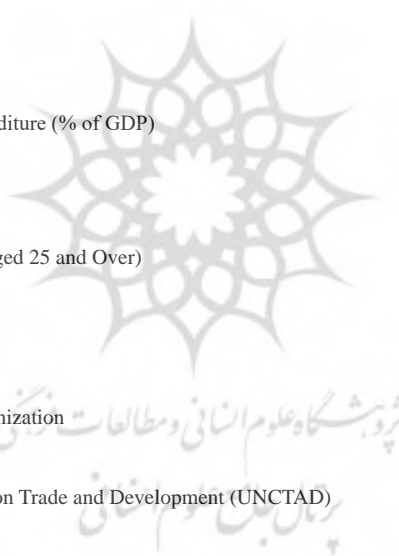 diture (% of GDP)
ged 25 and Over)
nization
پژوهشگاه علوم انسانی و مطالعات فرهنگی
on Trade and Development (UNCTAD)
پرتال جامع علوم انسانی